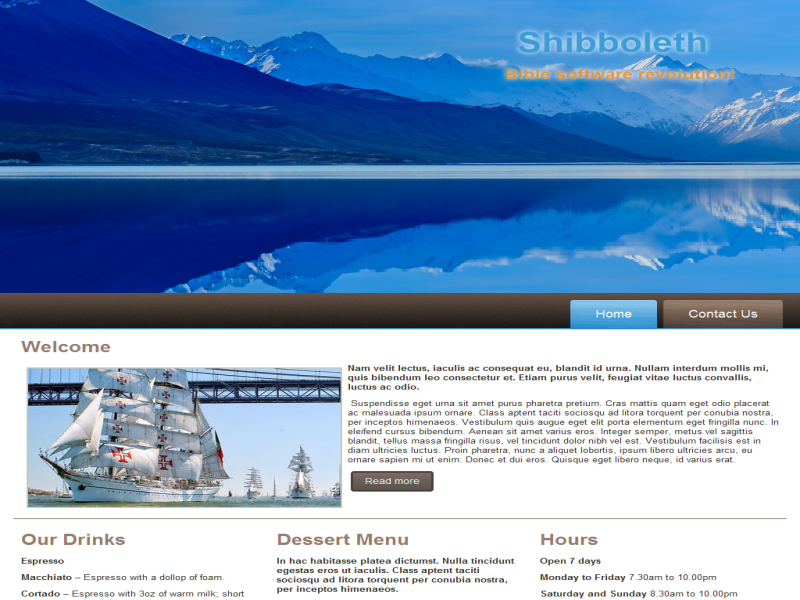 Shibboleth
Bible software revolution!
Home
Contact Us
Welcome
Nam velit lectus, iaculis ac consequat eu, blandit id urna. Nullam interdum mollis mi,
quis bibendum leo consectetur et. Etiam purus velit, feugiat vitae luctus convallis,
luctus ac odio.
Suspendisse eget urna sit amet purus pharetra pretium. Cras mattis quam eget odio placerat
ac malesuada ipsum ornare. Class aptent taciti sociosqu ad litora torquent per conubia nostra,
per inceptos himenaeos. Vestibulum quis augue eget elit porta elementum eget fringilla nunc. In
eleifend cursus bibendum. Aenean sit amet varius eros. Integer semper, metus vel sagittis
blandit, tellus massa fringilla risus, vel tincidunt dolor nibh vel est. Vestibulum facilisis est in
diam ultricies luctus. Proin pharetra, nunc a aliquet lobortis, ipsum libero ultricies arcu, eu
ornare sapien mi ut enim. Donec et dui eros. Quisque eget libero neque, id varius erat.
Read more
Our Drinks
Espresso
Macchiato – Espresso with a dollop of foam.
Cortado – Espresso with 3oz of warm milk; short
Dessert Menu
In hac habitasse platea dictumst. Nulla tincidunt
egestas eros ut iaculis. Class aptent taciti
sociosqu ad litora torquent per conubia nostra,
per inceptos himenaeos.
Hours
Open 7 days
Monday to Friday 7.30am to 10.00pm
Saturday and Sunday 8.30am to 10.00pm